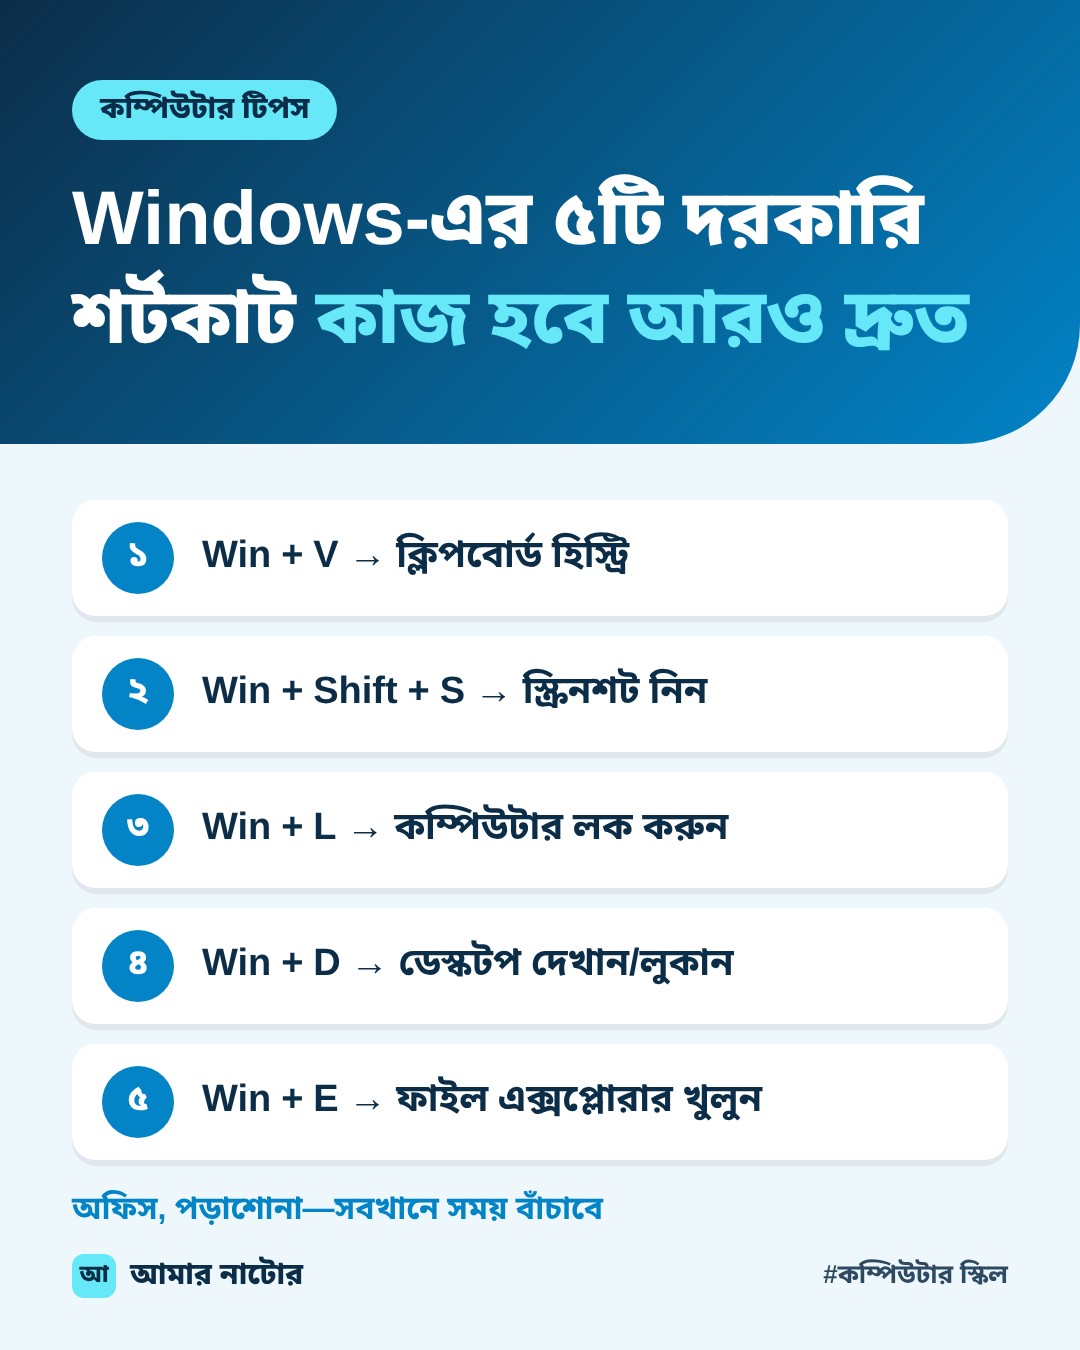 কম্পিউটার টিপস
Windows-এর ৫টি দরকারি
শর্টকাট কাজ হবে আরও দ্রুত
১ Win + V → ক্লিপবোর্ড হিস্ট্রি
২ Win + Shift + S → স্ক্রিনশট নিন
৩ Win + L → কম্পিউটার লক করুন
৪ Win + D → ডেস্কটপ দেখান/লুকান
৫ Win + E → ফাইল এক্সপ্লোরার খুলুন
অফিস, পড়াশোনা—সবখানে সময় বাঁচাবে
আ আমার নাটোর #কম্পিউটার স্কিল